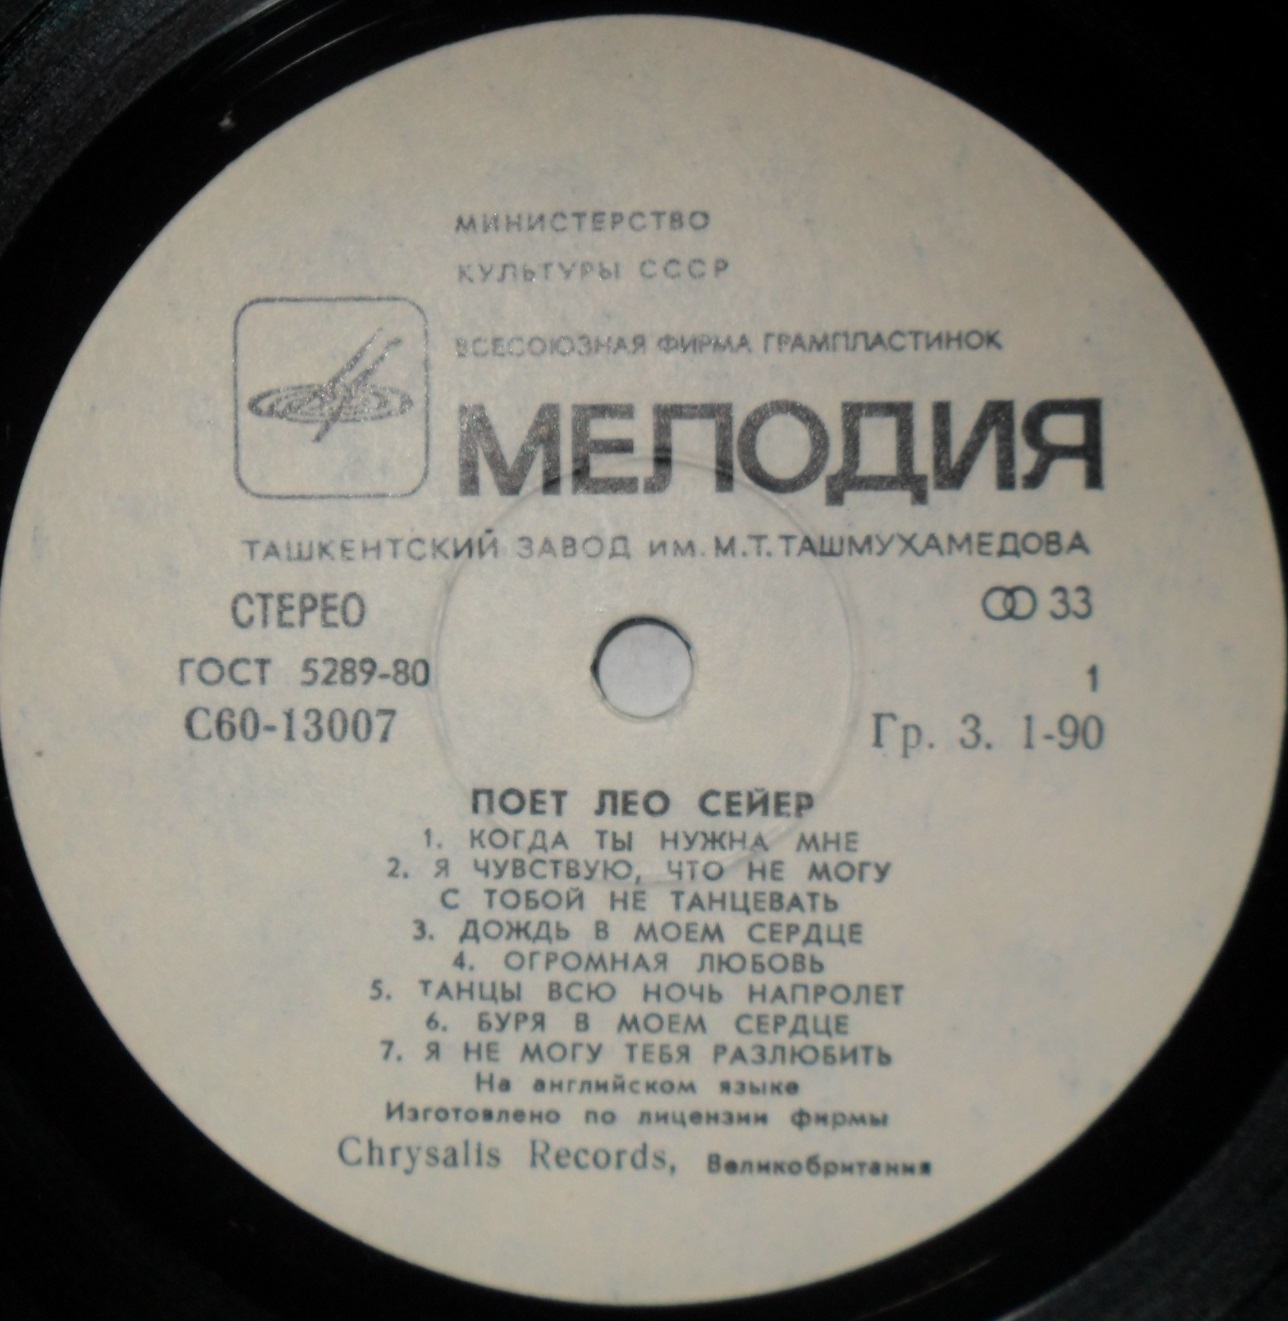 МИНИСТЕРСТВО
КУЛЬТУРЫ СССР
ВСЕСОЮЗНАЯ ФИРМА ГРАМПЛАСТИНОК
МЕЛОДИЯ
ТАШКЕНТСКИЙ ЗАВОД им. М.Т. ТАШМУХАМЕДОВА
СТЕРЕО 33
ГОСТ 5289-80 1
С60-13007 Гр. 3. 1-90
ПОЕТ ЛЕО СЕЙЕР
1. КОГДА ТЫ НУЖНА МНЕ
2. Я ЧУВСТВУЮ, ЧТО НЕ МОГУ
С ТОБОЙ НЕ ТАНЦЕВАТЬ
3. ДОЖДЬ В МОЕМ СЕРДЦЕ
4. ОГРОМНАЯ ЛЮБОВЬ
5. ТАНЦЫ ВСЮ НОЧЬ НАПРОЛЕТ
6. БУРЯ В МОЕМ СЕРДЦЕ
7. Я НЕ МОГУ ТЕБЯ РАЗЛЮБИТЬ
На английском языке
Изготовлено по лицензии фирмы
Chrysalis Records, Великобритания